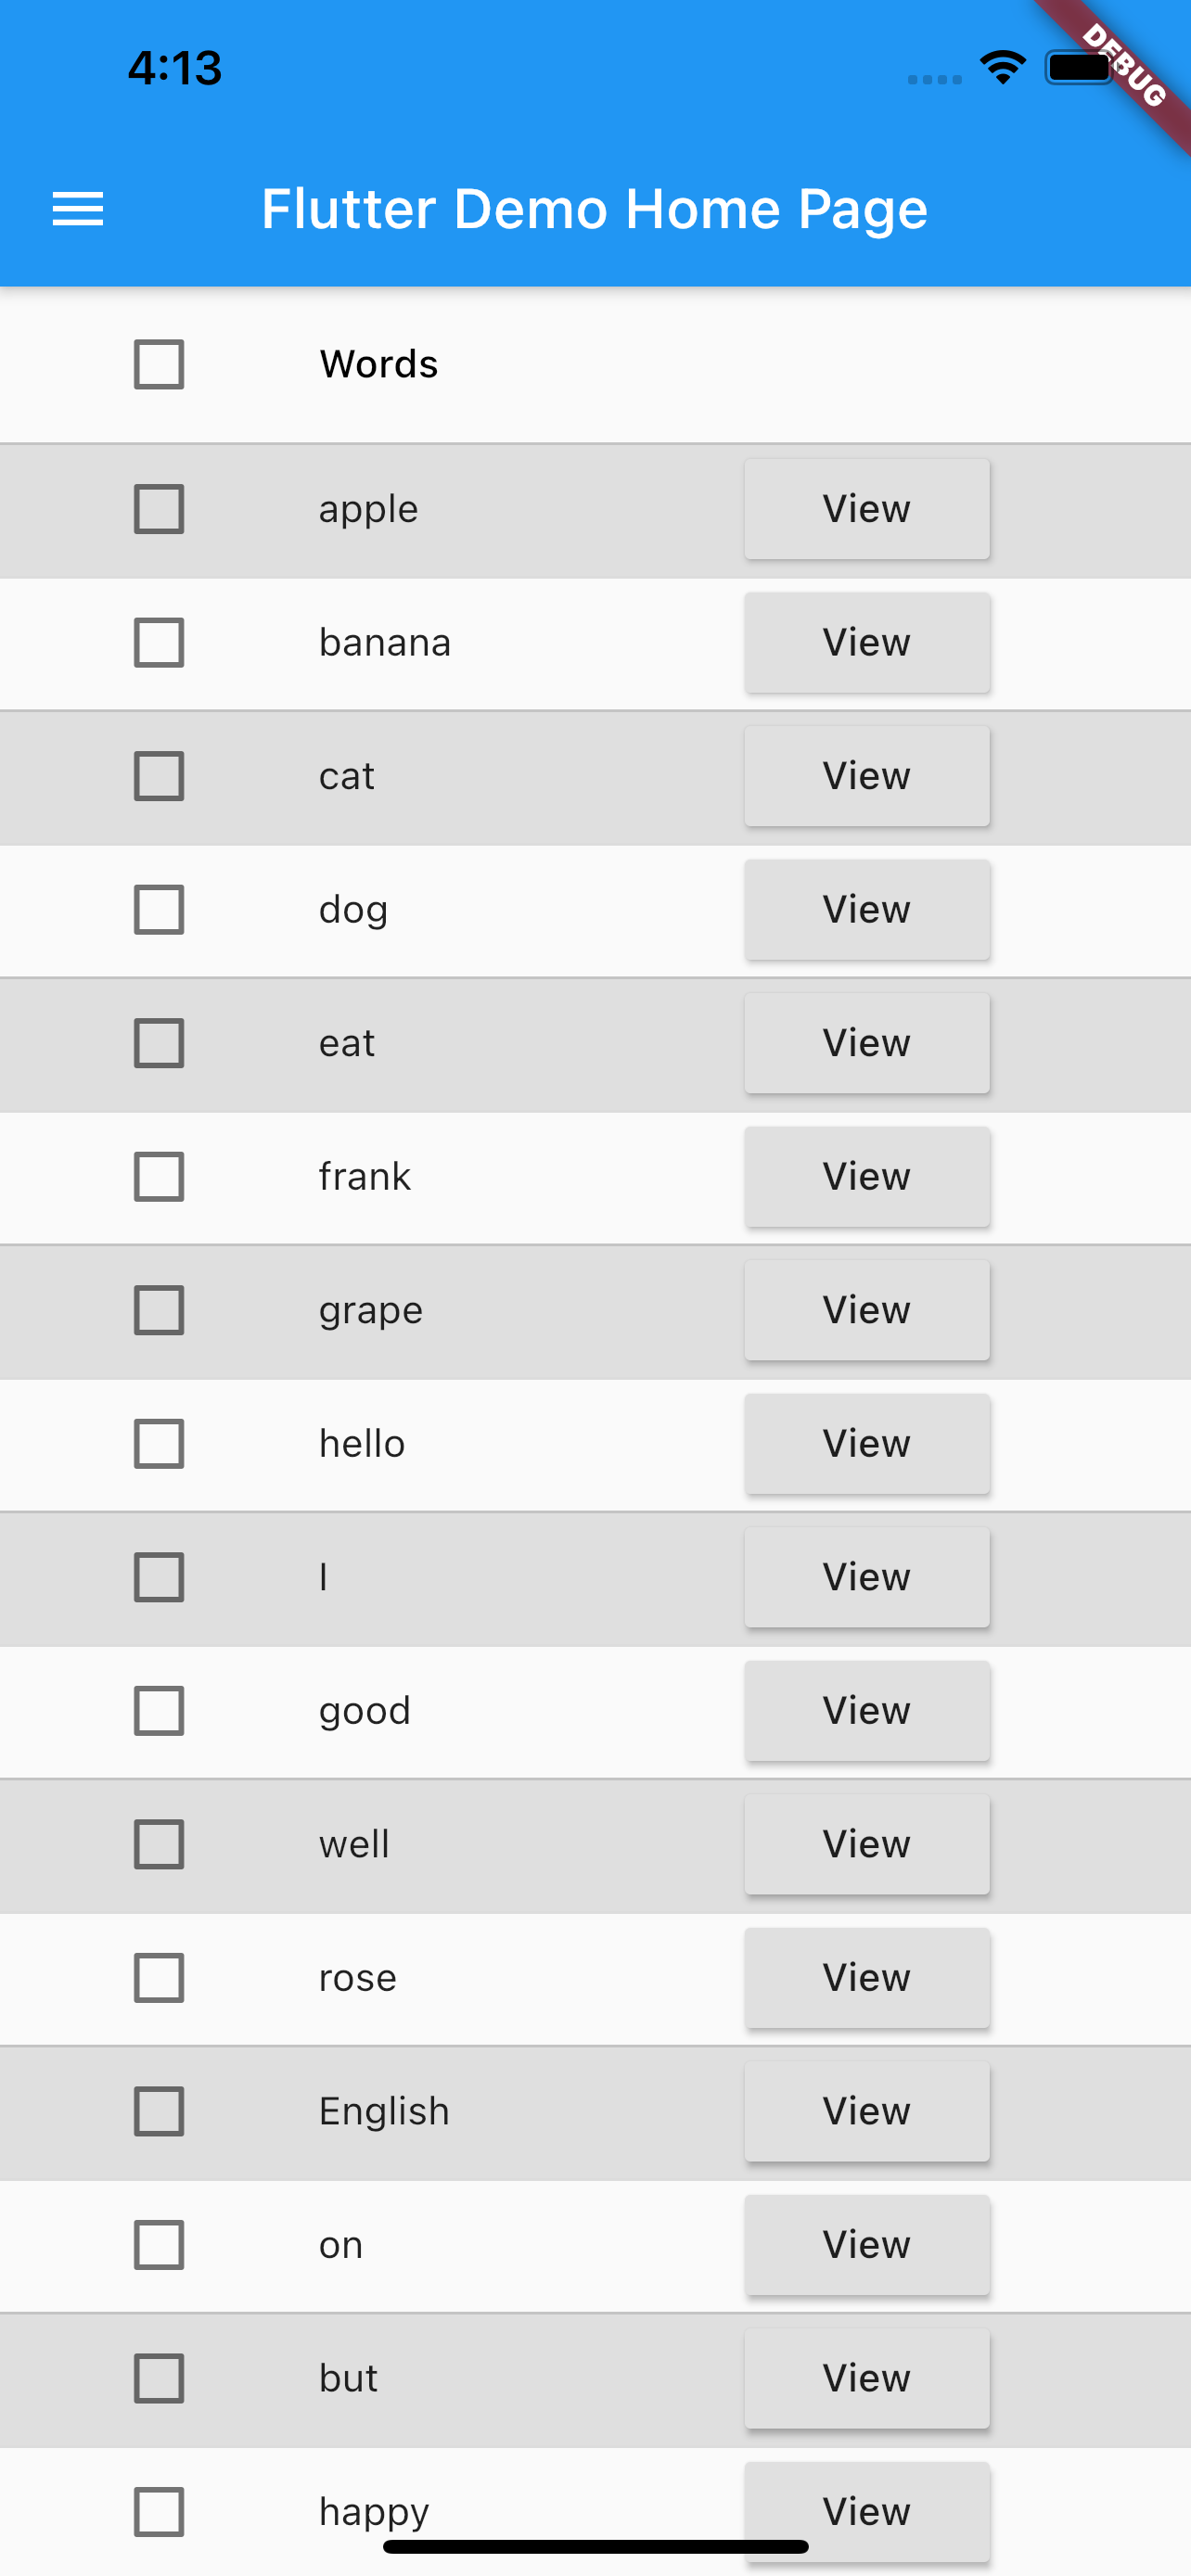 4:13
DEBUG
Flutter Demo Home Page
Words
apple View
banana View
cat View
dog View
eat View
frank View
grape View
hello View
I View
good View
well View
rose View
English View
on View
but View
happy View